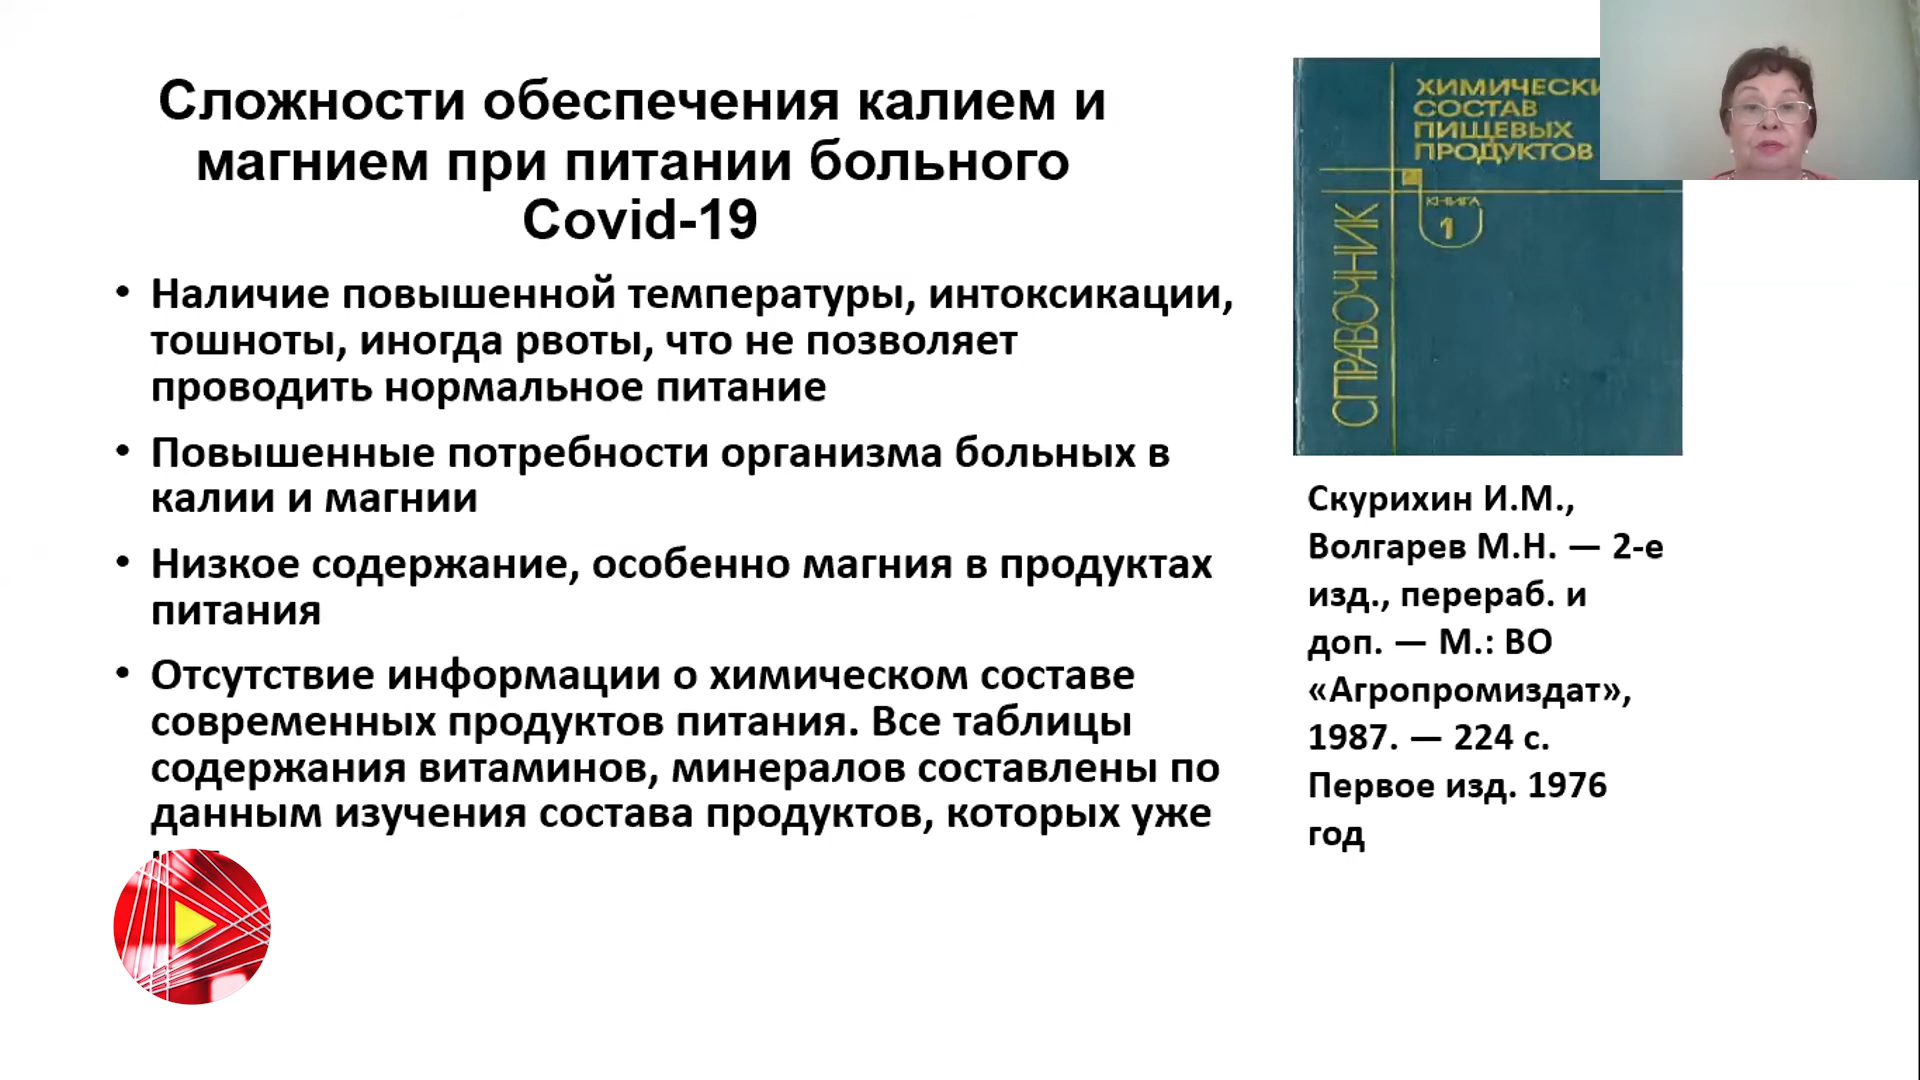 Сложности обеспечения калием и
магнием при питании больного
Covid-19
• Наличие повышенной температуры, интоксикации,
тошноты, иногда рвоты, что не позволяет
проводить нормальное питание
• Повышенные потребности организма больных в
калии и магнии
• Низкое содержание, особенно магния в продуктах
питания
• Отсутствие информации о химическом составе
современных продуктов питания. Все таблицы
содержания витаминов, минералов составлены по
данным изучения состава продуктов, которых уже
СОСТАВ
ПИЩЕВЫХ
ПРОДУКТОВ
КНИГА
1
СПРАВОЧНИК
Скурихин И.М.,
Волгарев М.Н. — 2-е
изд., перераб. и
доп. — М.: ВО
«Агропромиздат»,
1987. — 224 с.
Первое изд. 1976
год